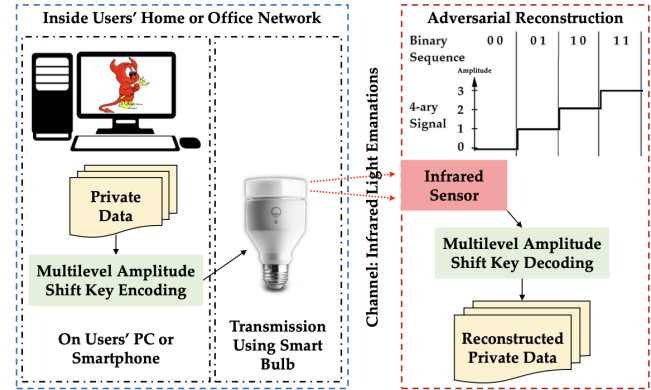 Inside Users' Home or Office Network
Private
Data
Multilevel Amplitude
Shift Key Encoding
On Users' PC or
Smartphone
Transmission
Using Smart
Bulb
Channel: Infrared Light Emanations
Adversarial Reconstruction
Binary
Sequence
0 0
01
1 0
1 1
Amplitude
4-ary
Signal
3
2
1
0
Infrared
Sensor
Multilevel Amplitude
Shift Key Decoding
Reconstructed
Private Data